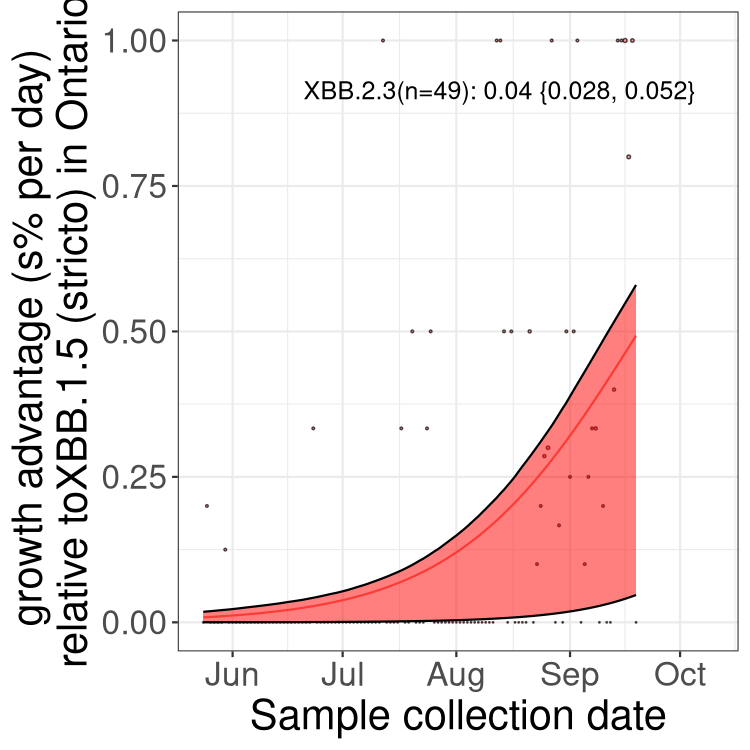 growth advantage (s% per day)
relative toXBB.1.5 (stricto) in Ontario
1.00
0.75
0.50
0.25
0.00
XBB.2.3(n=49): 0.04 {0.028, 0.052}
Jun Jul Aug Sep Oct
Sample collection date